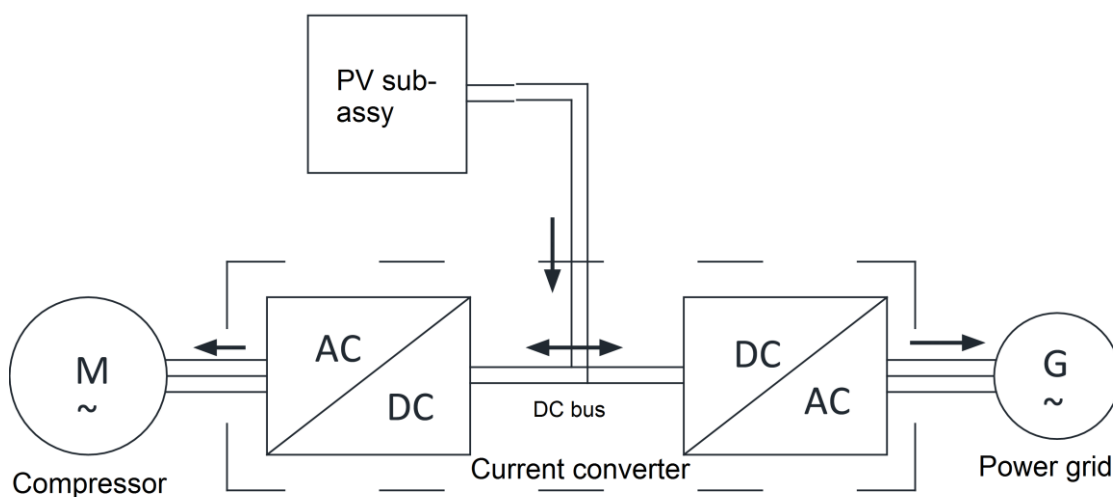 PV sub-
assy
AC
DC
DC
AC
M
~
G
~
DC bus
Compressor
Current converter
Power grid